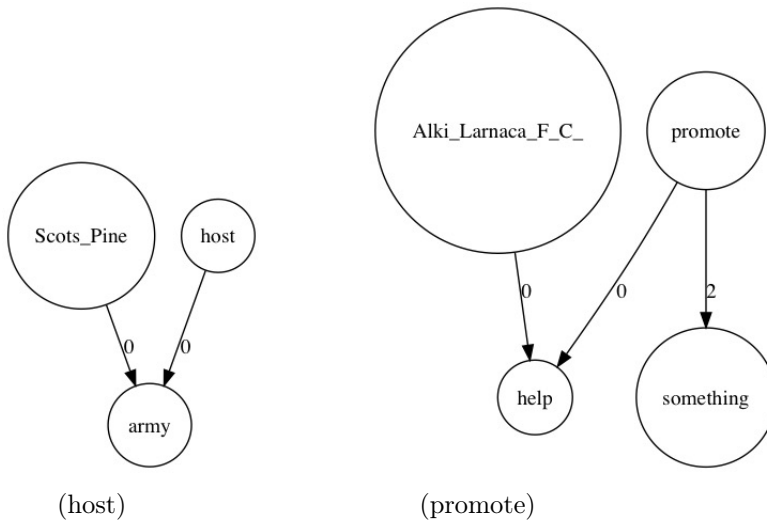 Scots_Pine
host
0
0
army
(host)
Alki_Larnaca_F_C_
promote
0
0
2
help
something
(promote)